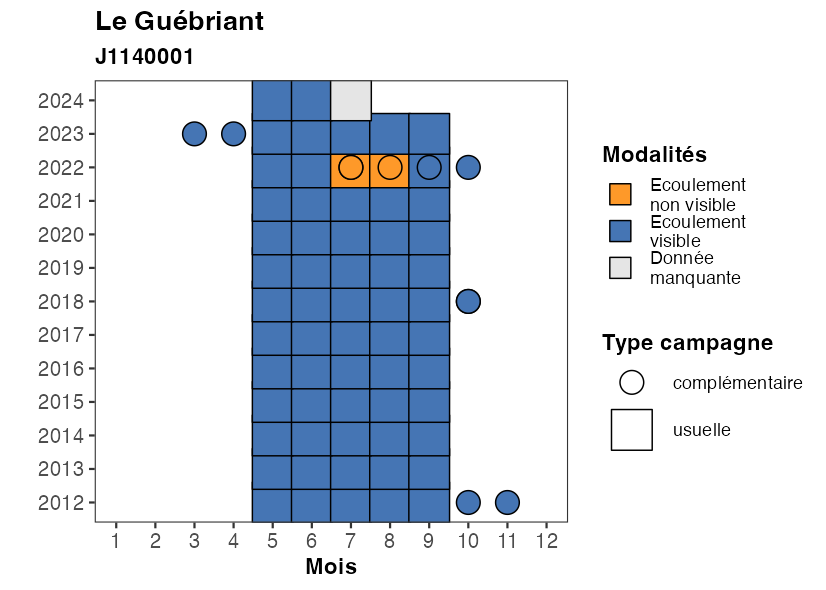 Le Guébriant
J1140001
2024
2023
2022
2021
2020
2019
2018
2017
2016
2015
2014
2013
2012
1 2 3 4 5 6 7 8 9 10 11 12
Mois
Modalités
Ecoulement
non visible
Ecoulement
visible
Donnée
manquante
Type campagne
complémentaire
usuelle